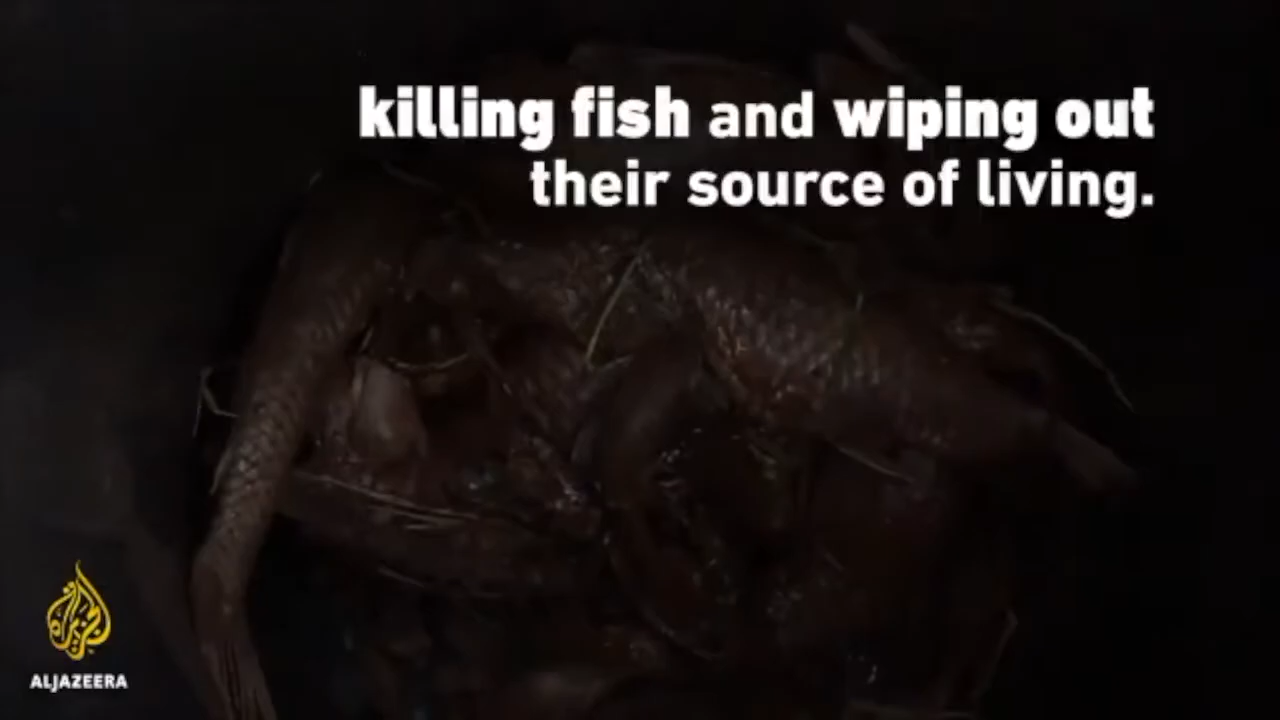 killing fish and wiping out
their source of living.
الجزيرة
ALJAZEERA